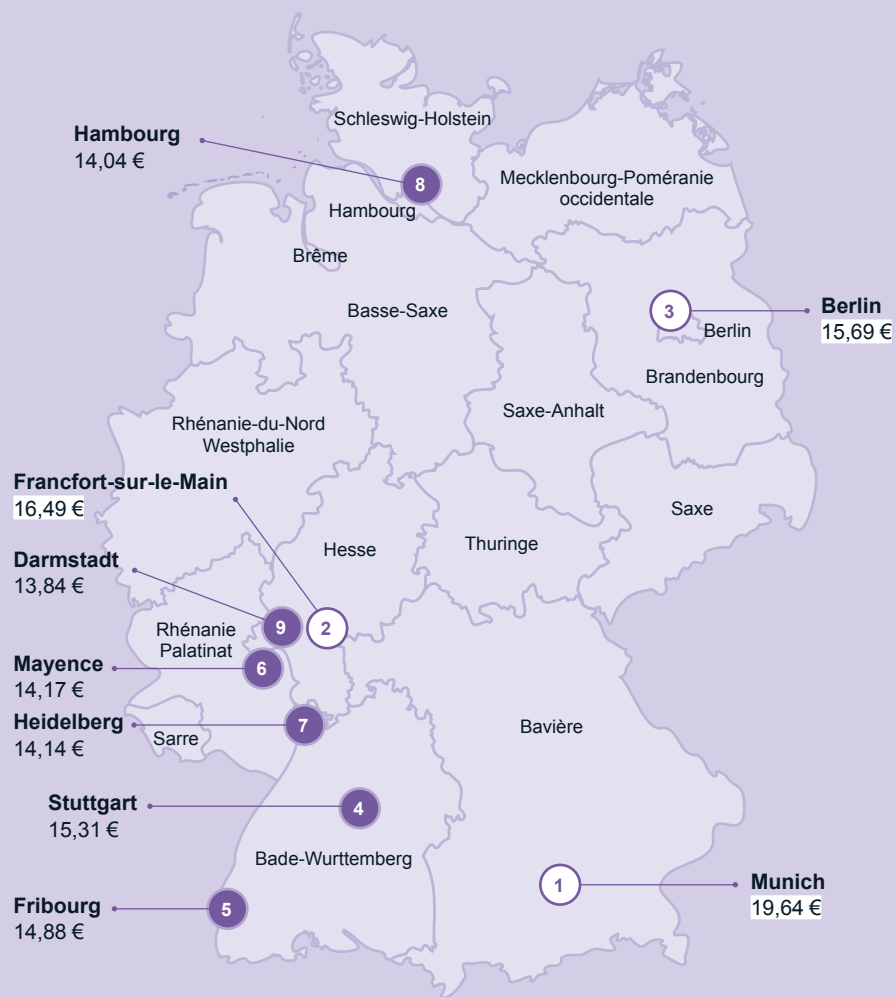 Schleswig-Holstein
Hambourg
14,04 €
8
Mecklenbourg-Poméranie
occidentale
Hambourg
Brême
Basse-Saxe
3
Berlin
Berlin
15,69 €
Brandenbourg
Saxe-Anhalt
Rhénanie-du-Nord
Westphalie
Francfort-sur-le-Main
16,49 €
Saxe
Hesse
Thuringe
Darmstadt
13,84 €
9
2
Rhénanie
Palatinat
Mayence
14,17 €
6
Heidelberg
14,14 €
7
Sarre
Bavière
Stuttgart
15,31 €
4
Bade-Wurttemberg
1
Munich
19,64 €
Fribourg
14,88 €
5